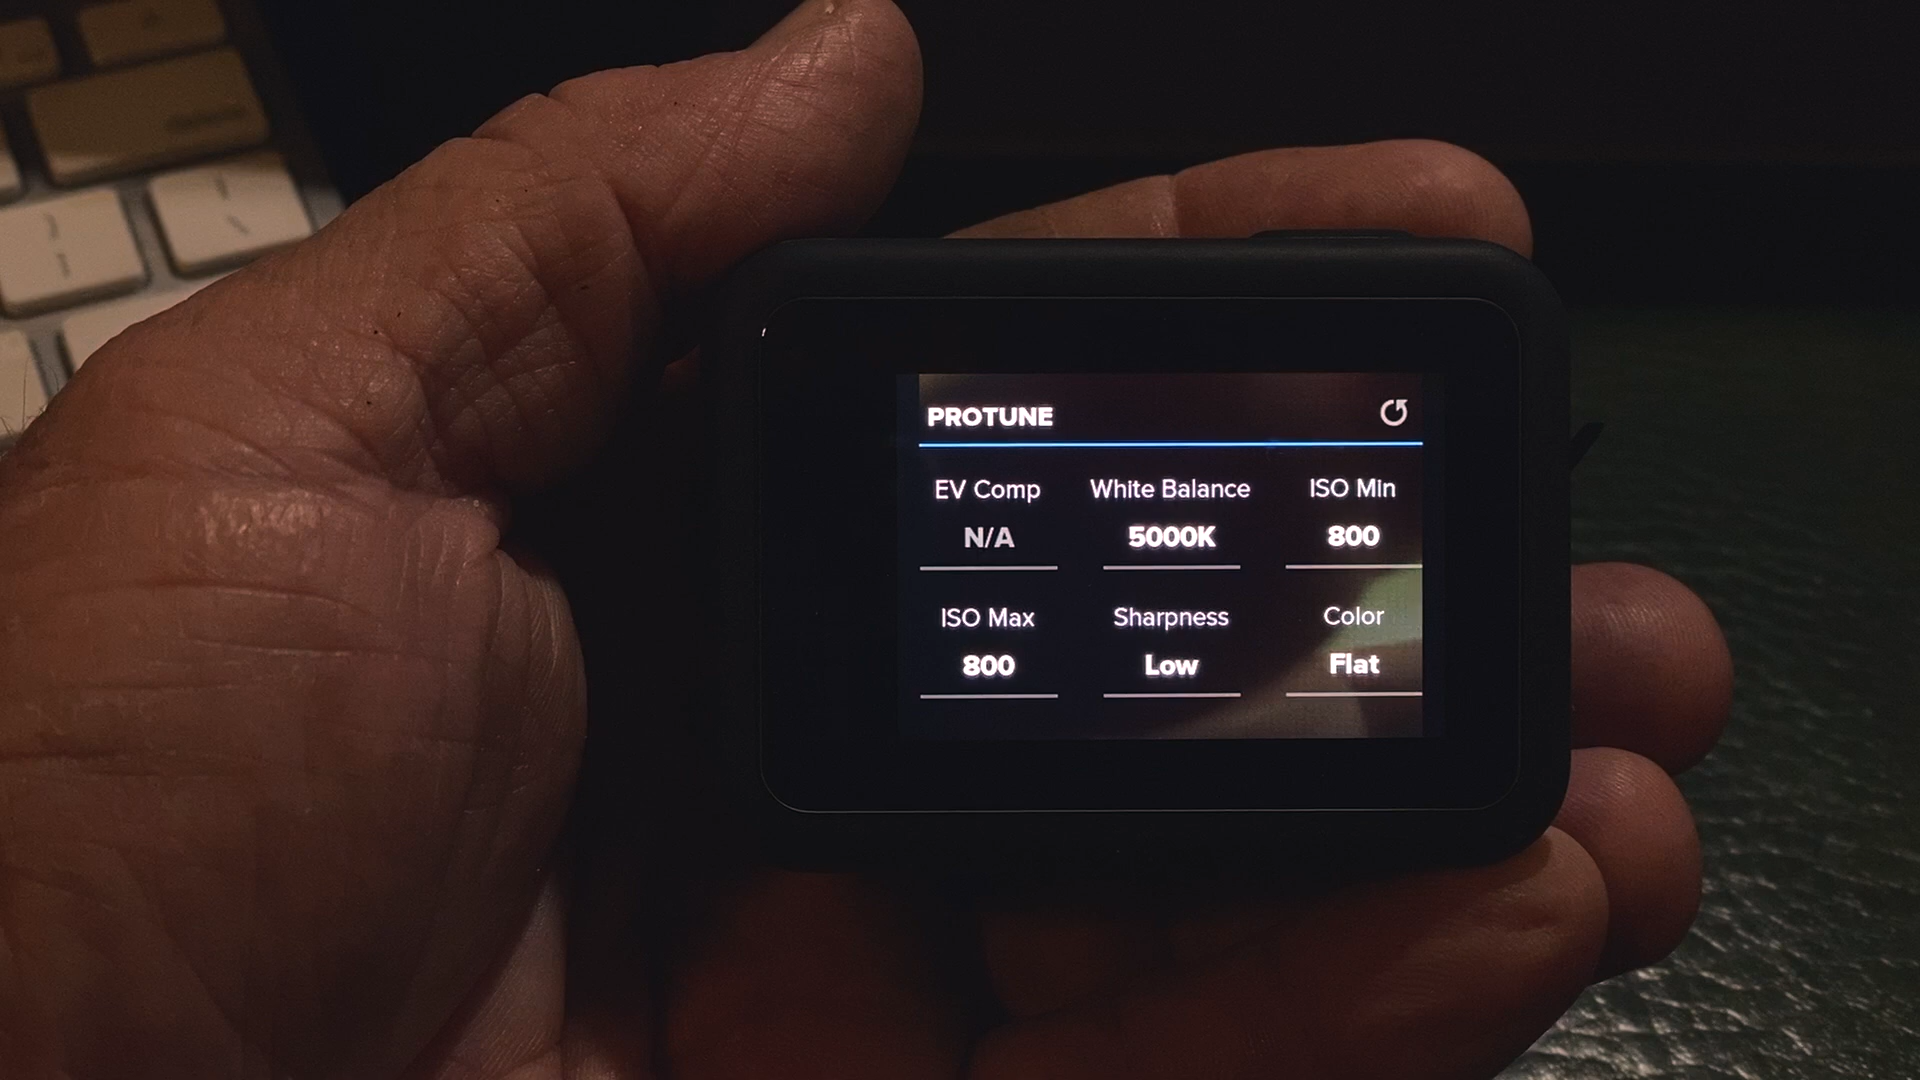 PROTUNE
EV Comp White Balance ISO Min
N/A 5000K 800
ISO Max Sharpness Color
800 Low Flat